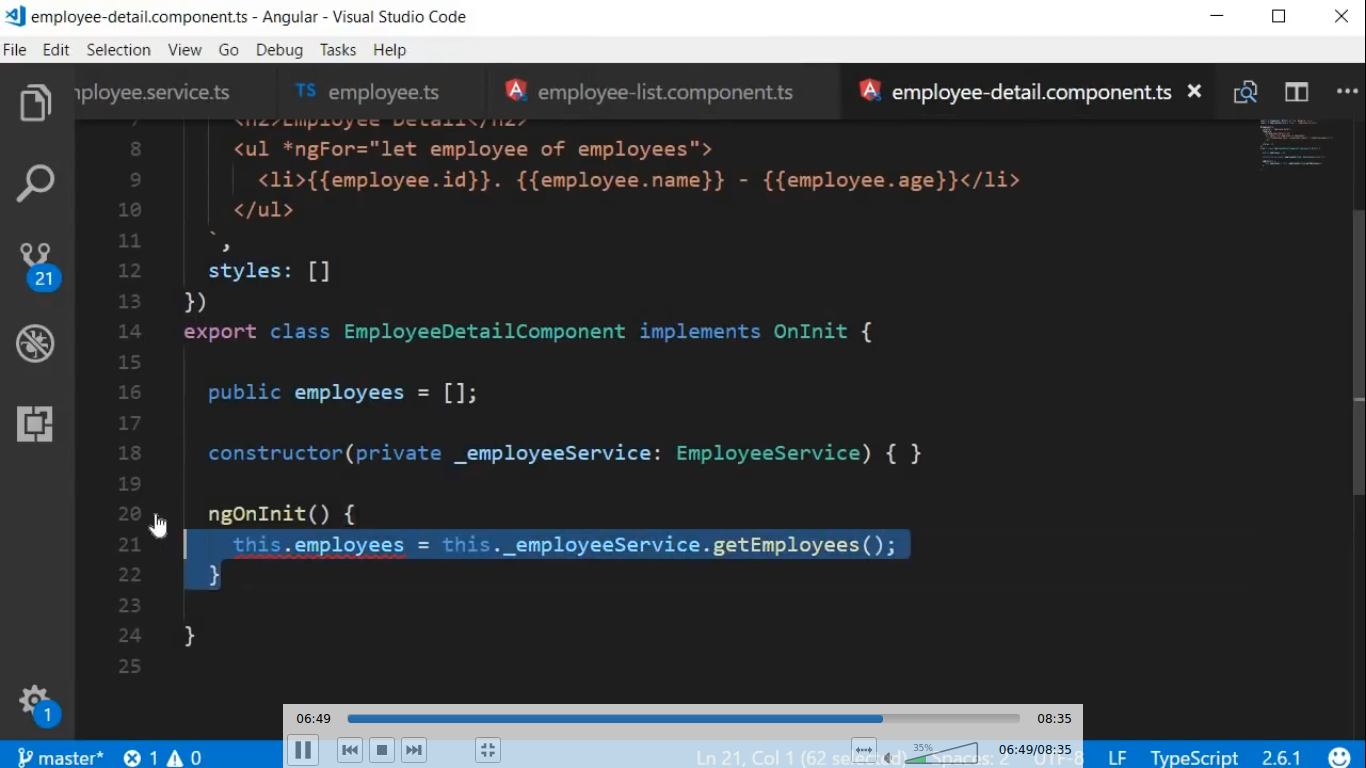 employee-detail.component.ts - Angular - Visual Studio Code
File Edit Selection View Go Debug Tasks Help
nployee.service.ts TS employee.ts employee-list.component.ts employee-detail.component.ts
7 <h2>Employee Detail</h2>
8 <ul *ngFor="let employee of employees">
9 <li>{{employee.id}}. {{employee.name}} - {{employee.age}}</li>
10 </ul>
11 `,
12 styles: []
13 })
14 export class EmployeeDetailComponent implements OnInit {
15
16 public employees = [];
17
18 constructor(private _employeeService: EmployeeService) { }
19
20 ngOnInit() {
21 this.employees = this._employeeService.getEmployees();
22 }
23
24 }
25
21
1
06:49 08:35
35% 06:49/08:35
master* 1 0 Ln 21, Col 1 (62 selected) Spaces: 2 UTF-8 LF TypeScript 2.6.1